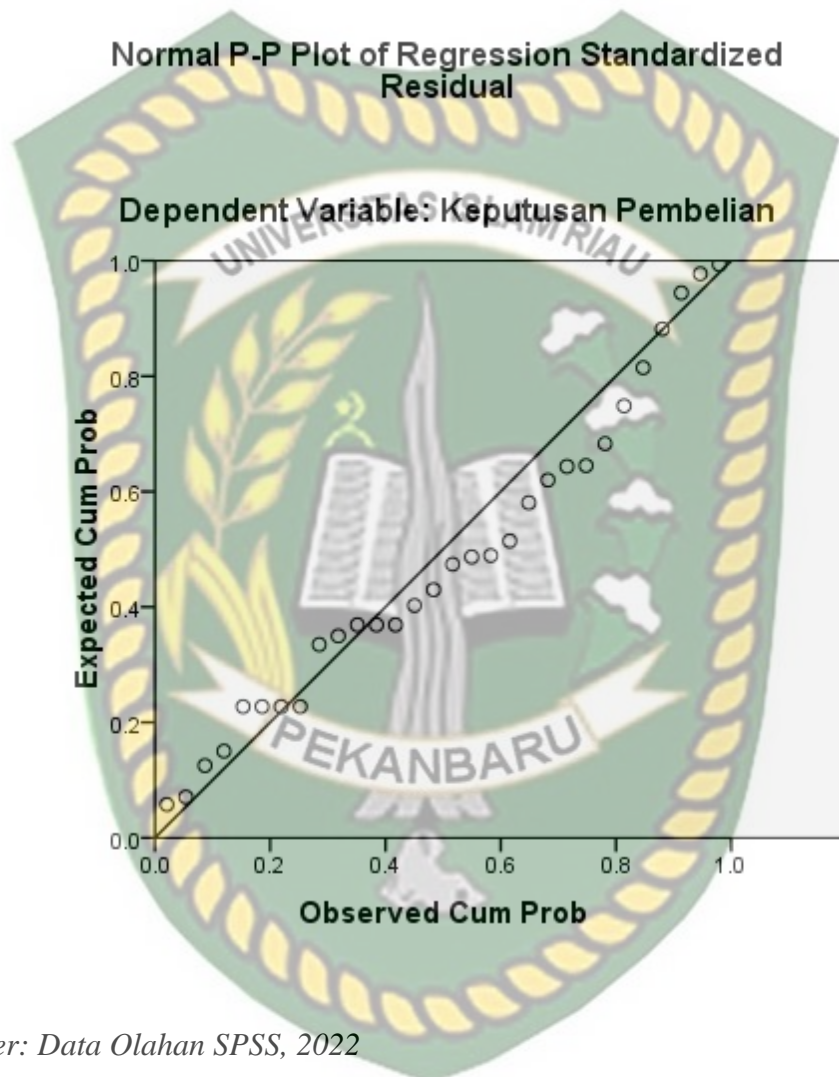 Normal P-P Plot of Regression Standardized
Residual
Dependent Variable: Keputusan Pembelian
UNIVERSITAS ISLAM RIAU
Expected Cum Prob
1.0
0.8
0.6
0.4
0.2
0.0
0.0 0.2 0.4 0.6 0.8 1.0
Observed Cum Prob
PEKANBARU
er: Data Olahan SPSS, 2022